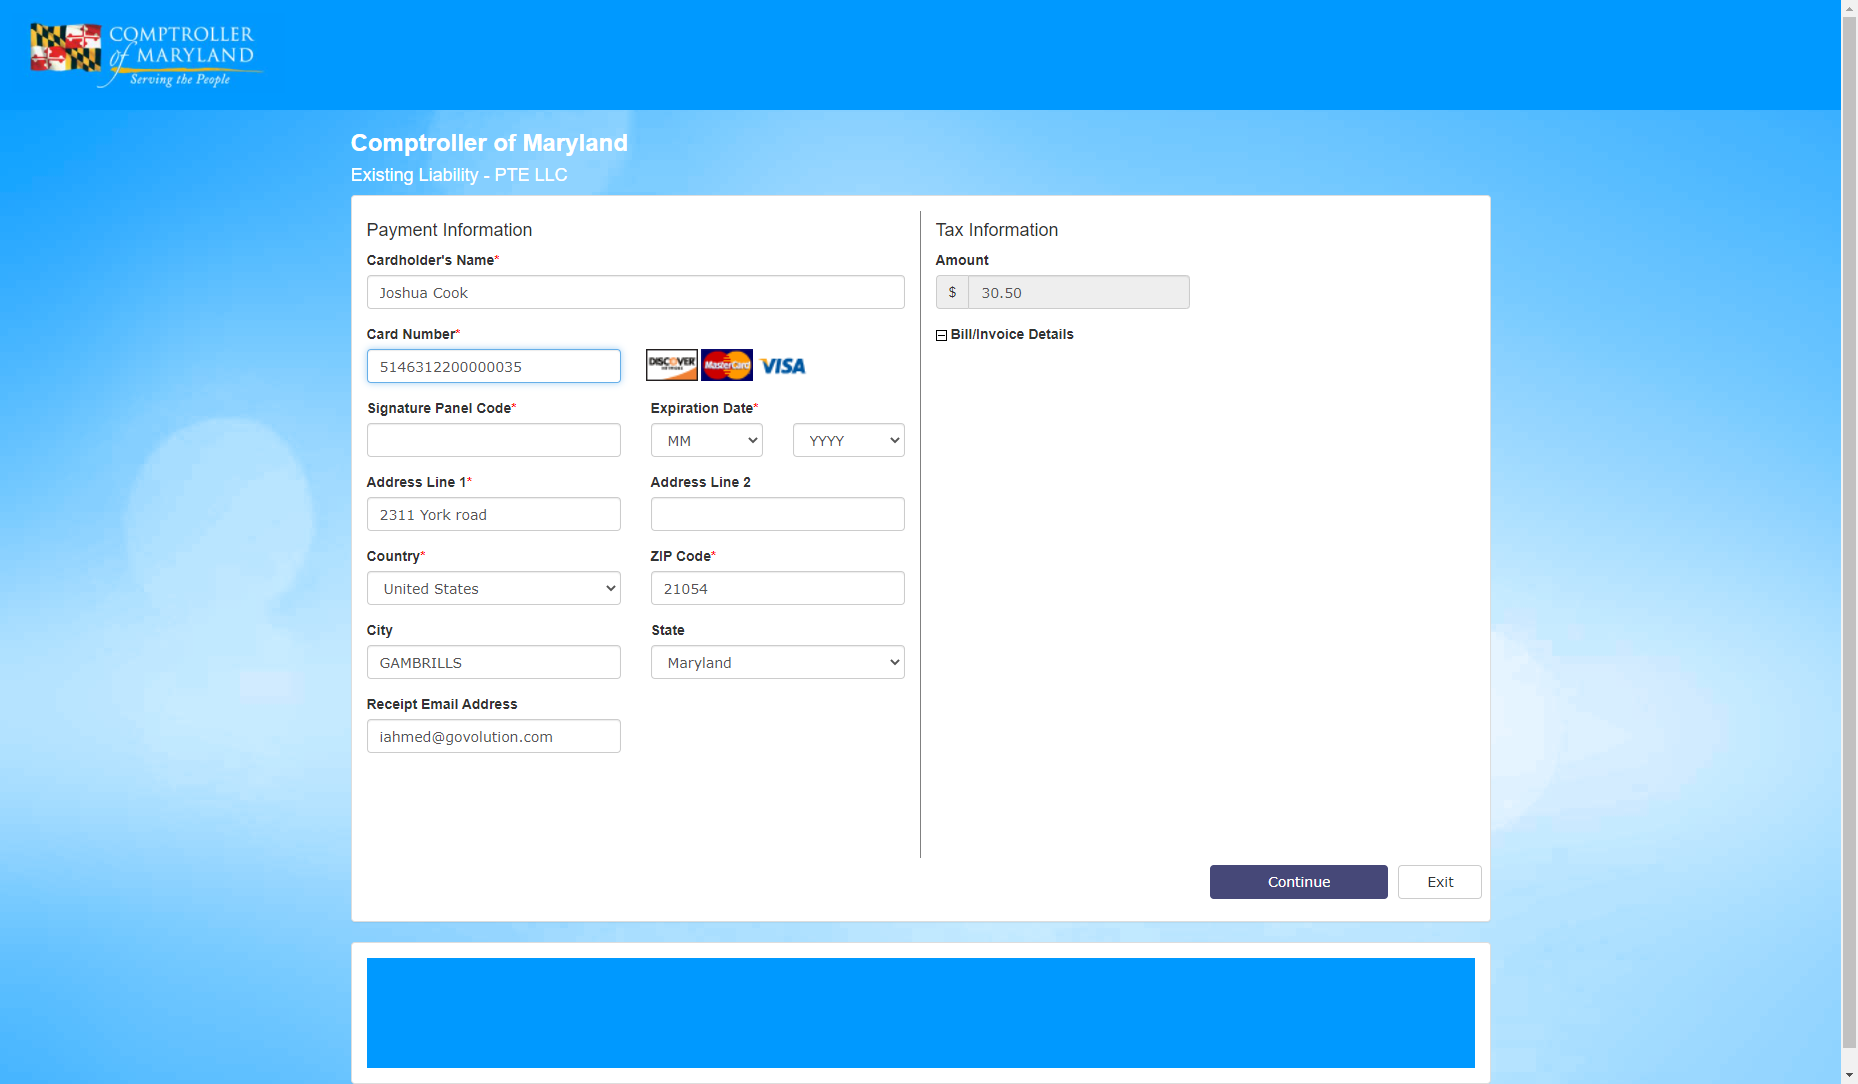 COMPTROLLER
of MARYLAND
Serving the People
Comptroller of Maryland
Existing Liability - PTE LLC
Payment Information
Cardholder's Name*
Joshua Cook
Card Number*
5146312200000035
DISCOVER
MasterCard
VISA
Signature Panel Code*
Expiration Date*
MM
YYYY
Address Line 1*
Address Line 2
2311 York road
Country*
ZIP Code*
United States
21054
City
State
GAMBRILLS
Maryland
Receipt Email Address
iahmed@govolution.com
Tax Information
Amount
$ 30.50
Bill/Invoice Details
Continue
Exit